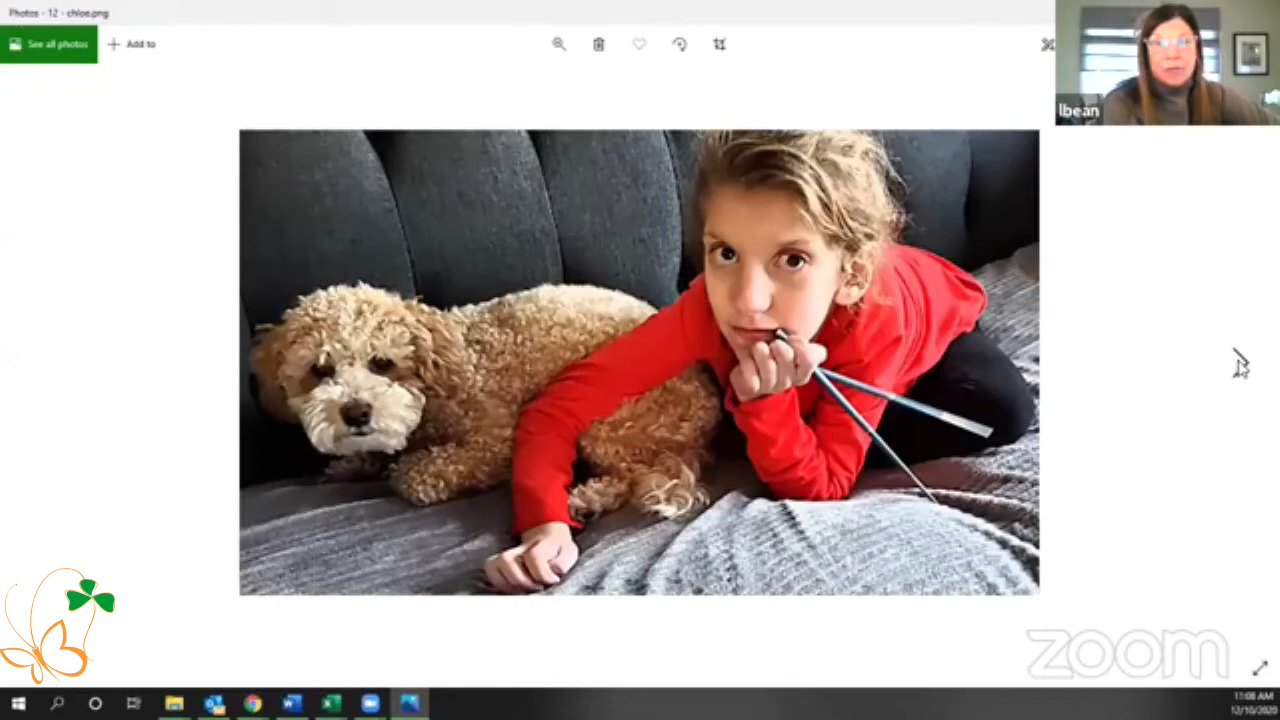 Photos - 12 - chloe.png
See all photos
Add to
lbean
zoom
11:08 AM
12/10/2020